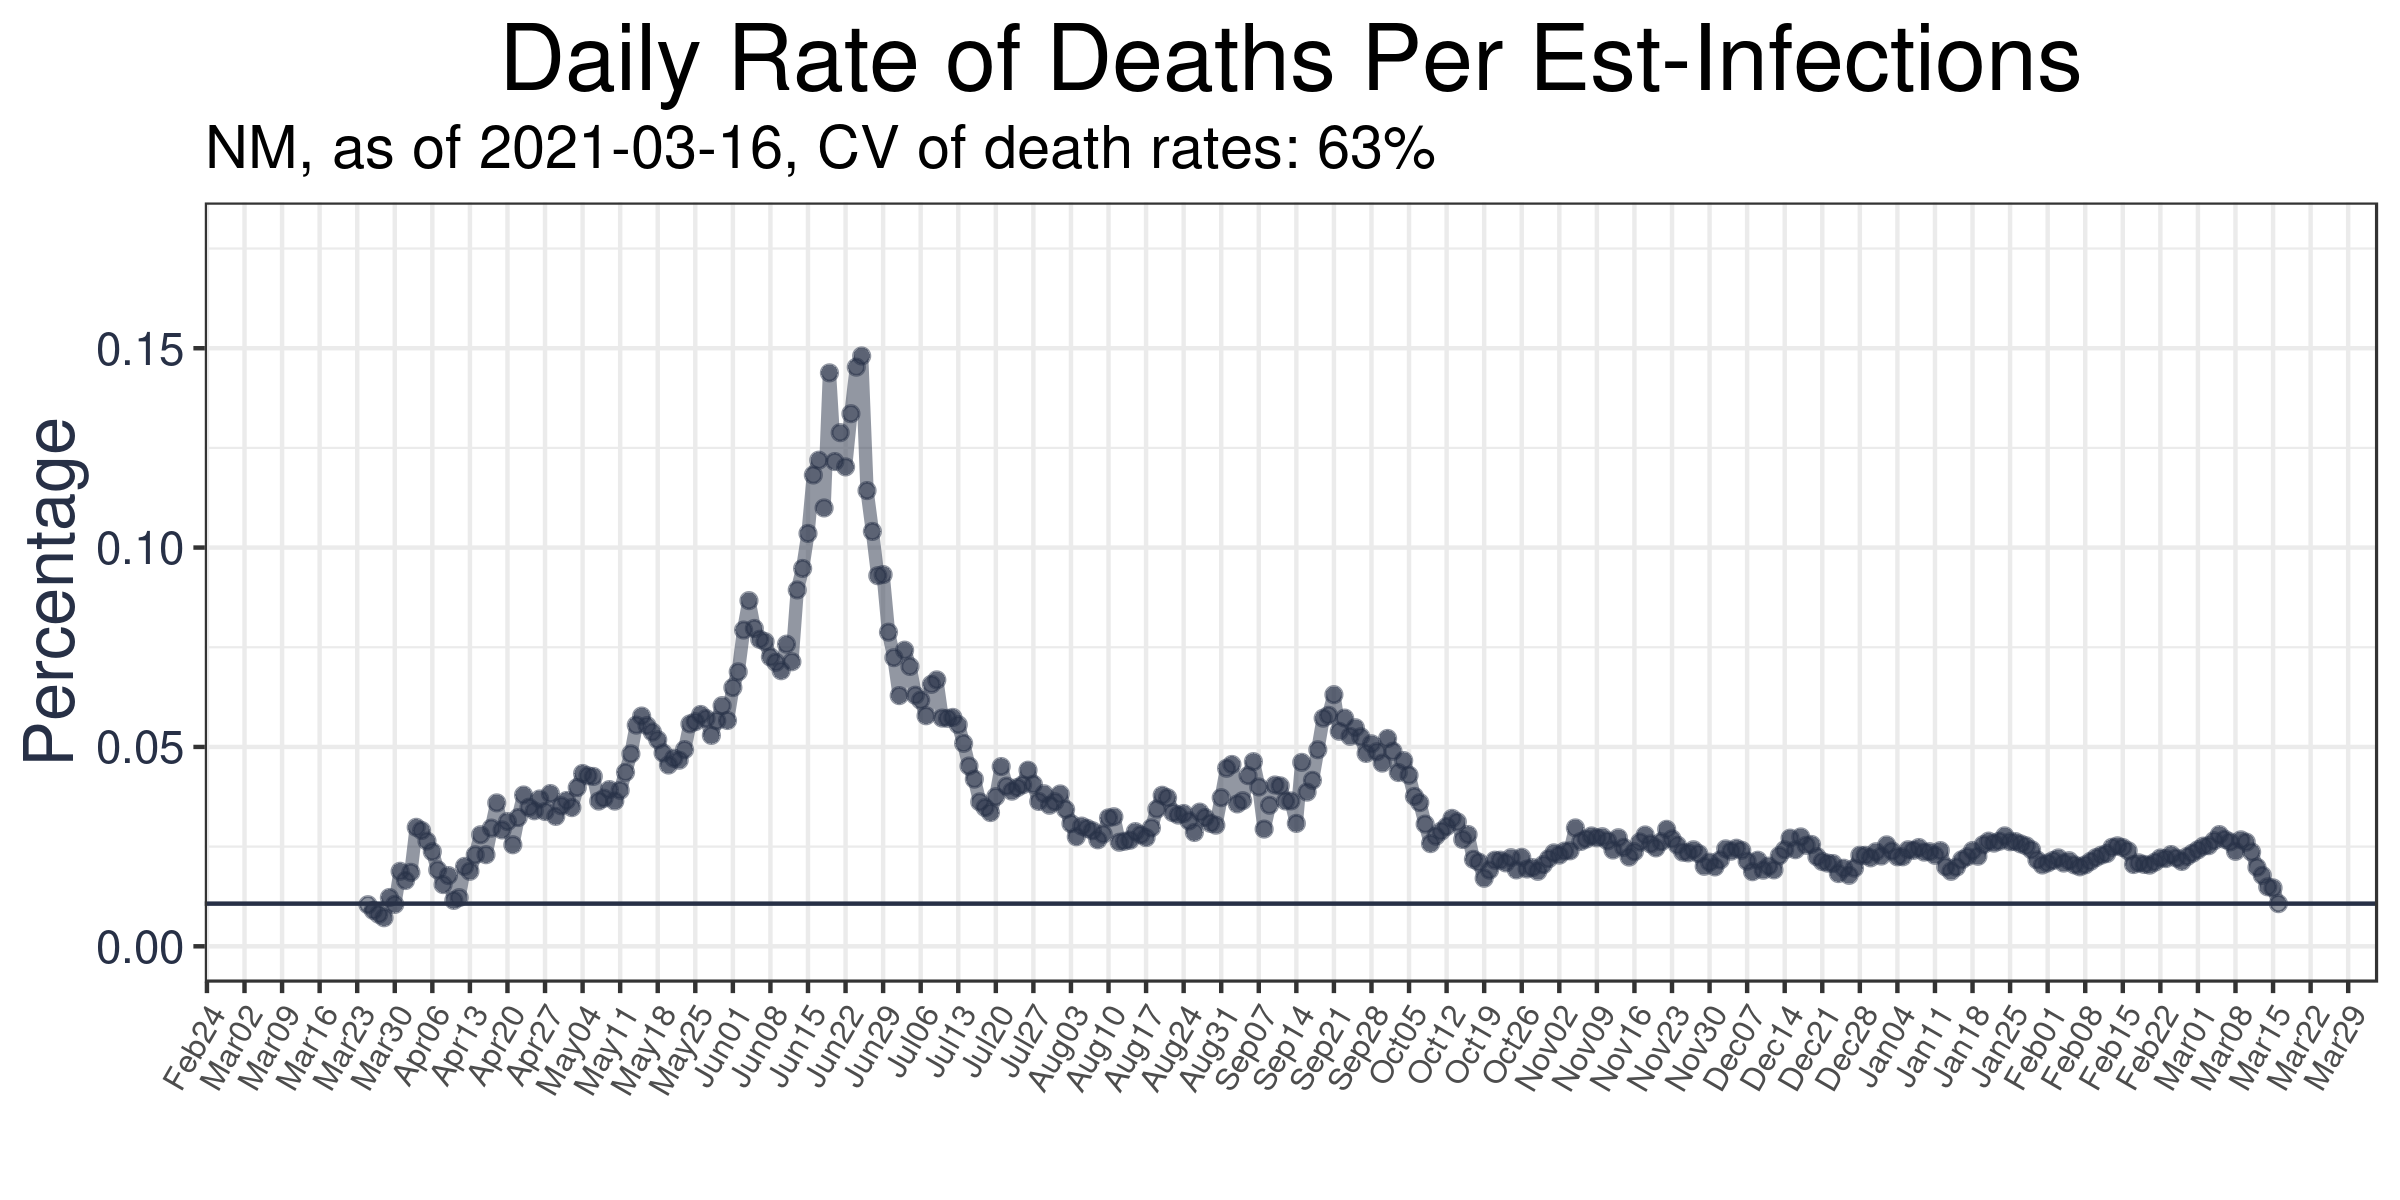 Daily Rate of Deaths Per Est-Infections
NM, as of 2021-03-16, CV of death rates: 63%
Percentage
0.15
0.10
0.05
0.00
Feb24
Mar02
Mar09
Mar16
Mar23
Mar30
Apr06
Apr13
Apr20
Apr27
May04
May11
May18
May25
Jun01
Jun08
Jun15
Jun22
Jun29
Jul06
Jul13
Jul20
Jul27
Aug03
Aug10
Aug17
Aug24
Aug31
Sep07
Sep14
Sep21
Sep28
Oct05
Oct12
Oct19
Oct26
Nov02
Nov09
Nov16
Nov23
Nov30
Dec07
Dec14
Dec21
Dec28
Jan04
Jan11
Jan18
Jan25
Feb01
Feb08
Feb15
Feb22
Mar01
Mar08
Mar15
Mar22
Mar29